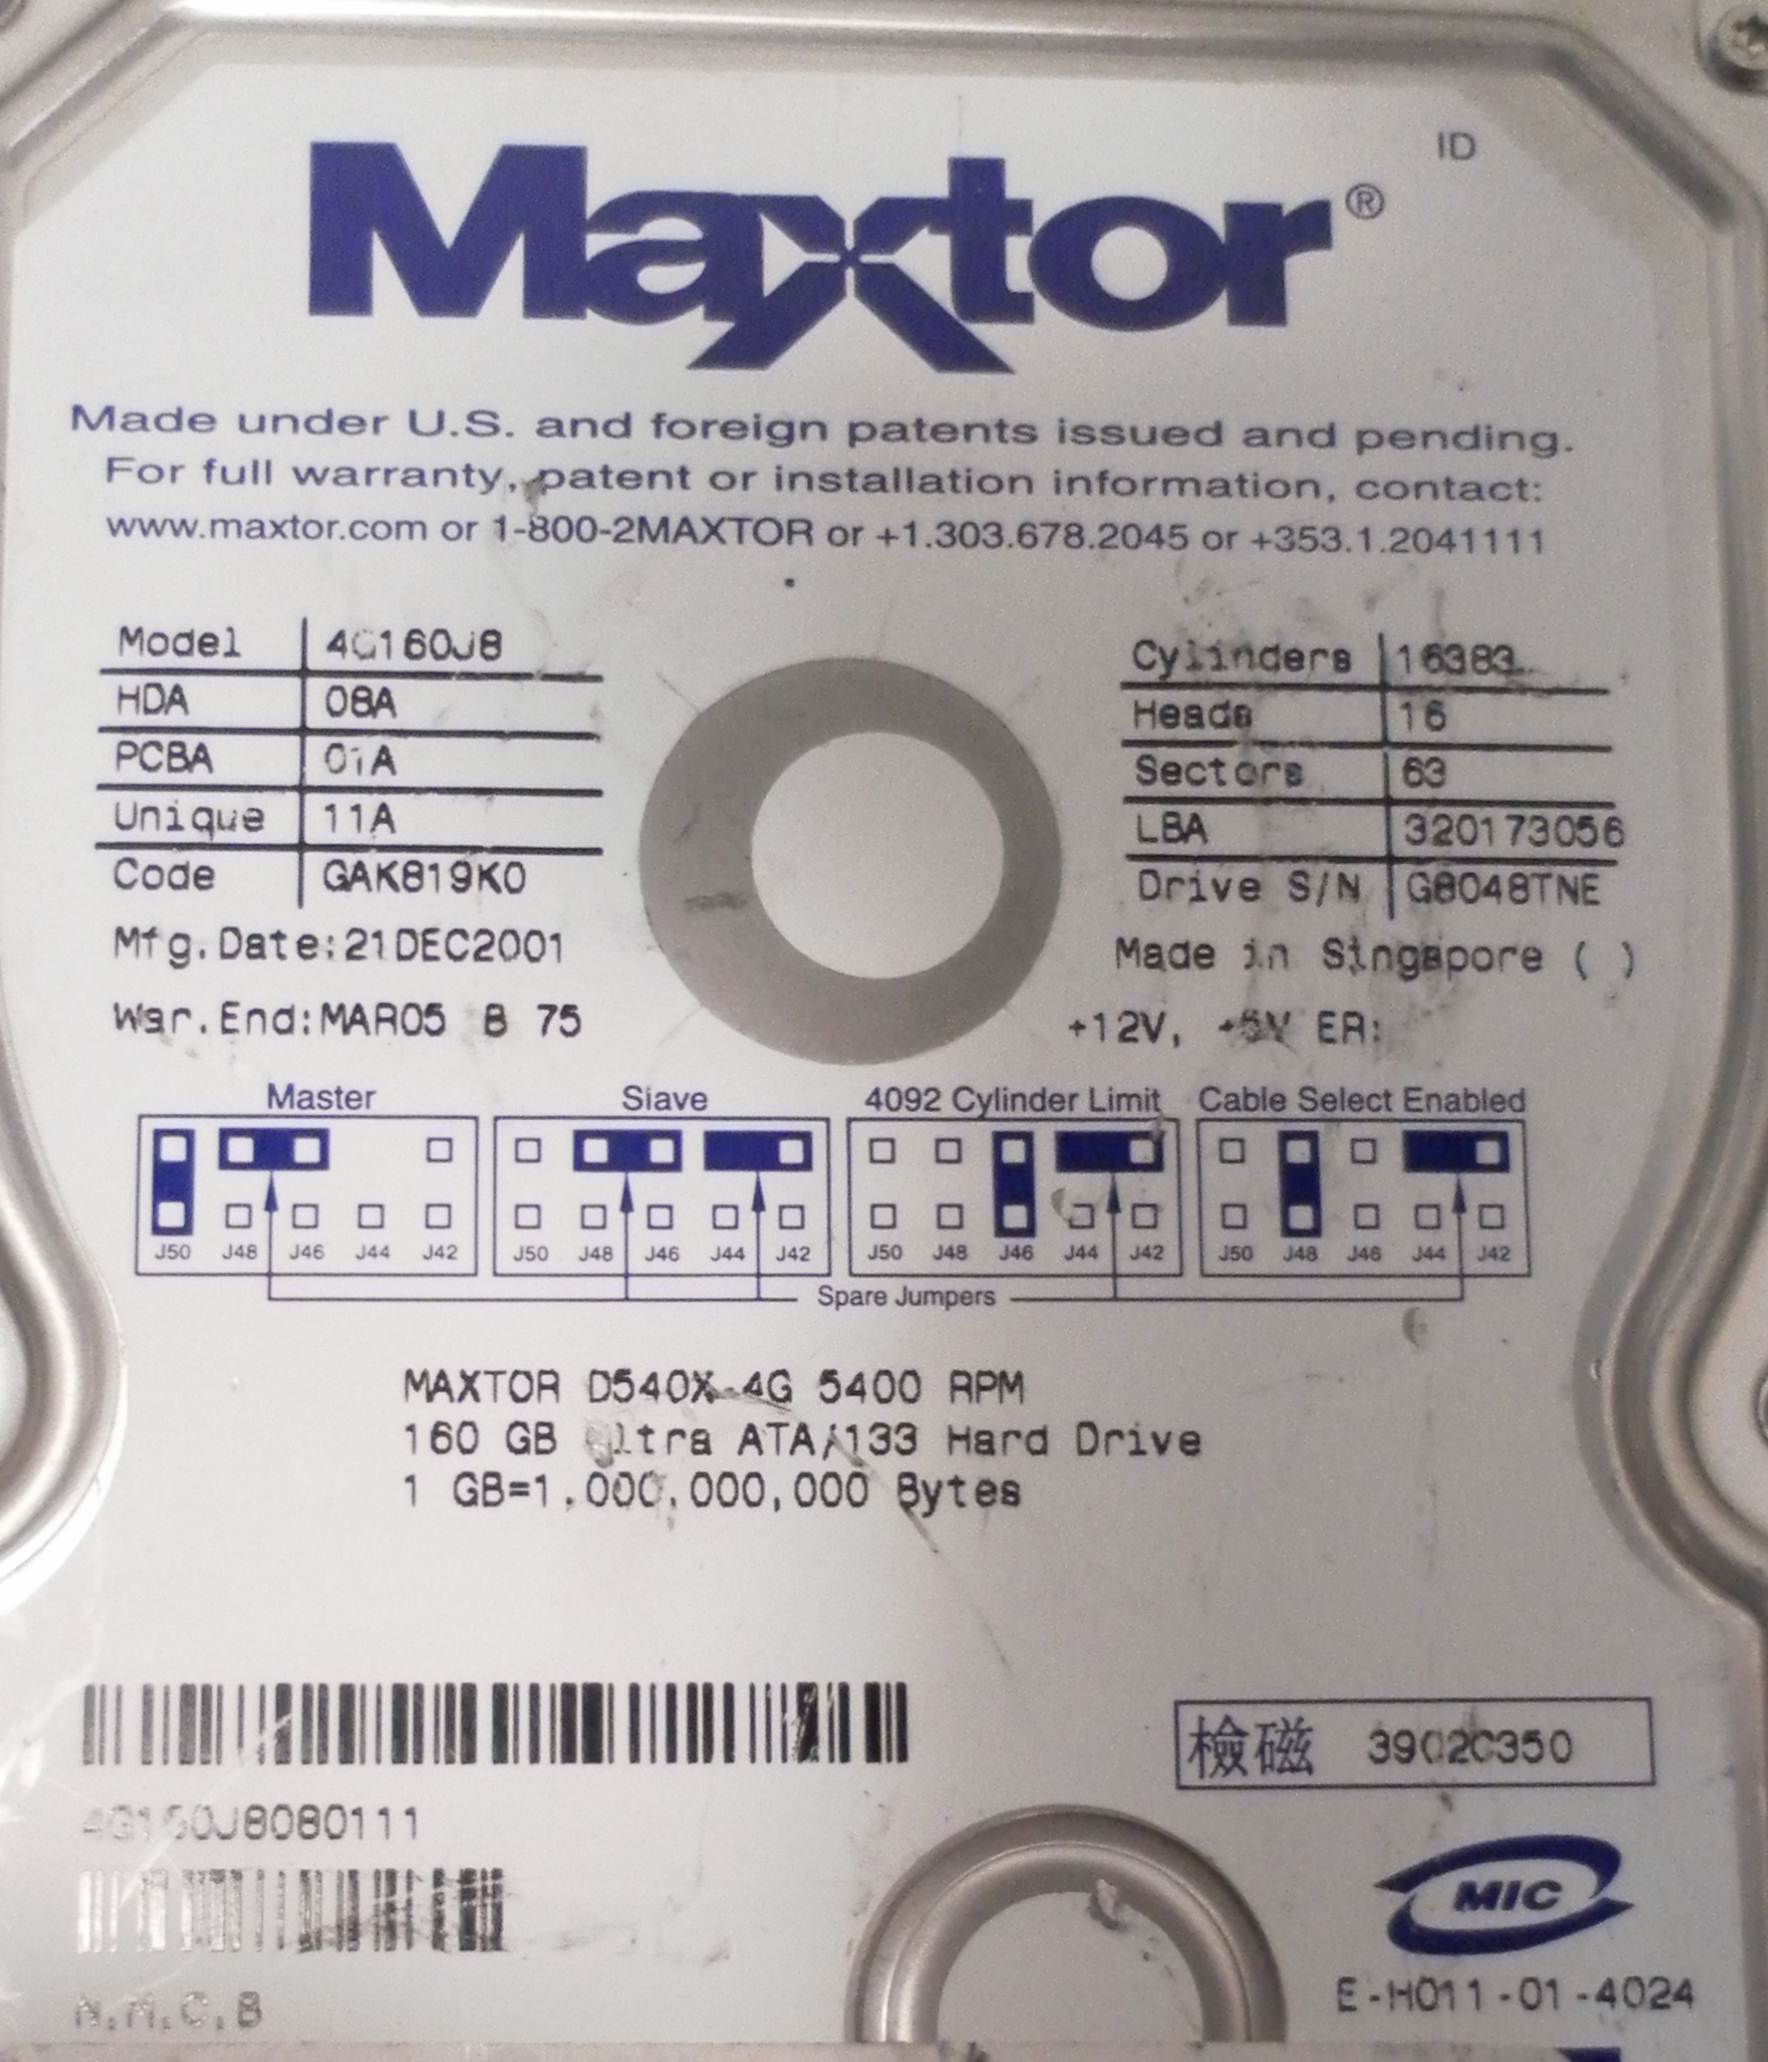 Maxtor®
ID
Made under U.S. and foreign patents issued and pending.
For full warranty, patent or installation information, contact:
www.maxtor.com or 1-800-2MAXTOR or +1.303.678.2045 or +353.1.2041111
Model 4G160J8
HDA 08A
PCBA 01A
Unique 11A
Code GAK819K0
Mfg.Date:21DEC2001
War.End:MAR05 B 75
Cylinders 16383
Heads 16
Sectors 63
LBA 320173056
Drive S/N G8048TNE
Made in Singapore ( )
+12V, +5V ER:
Master Slave 4092 Cylinder Limit Cable Select Enabled
J50 J48 J46 J44 J42 J50 J48 J46 J44 J42 J50 J48 J46 J44 J42 J50 J48 J46 J44 J42
Spare Jumpers
MAXTOR D540X-4G 5400 RPM
160 GB Ultra ATA/133 Hard Drive
1 GB=1,000,000,000 Bytes
檢磁 3902C350
4G160J8080111
MIC
E-H011-01-4024
N.M.C.B